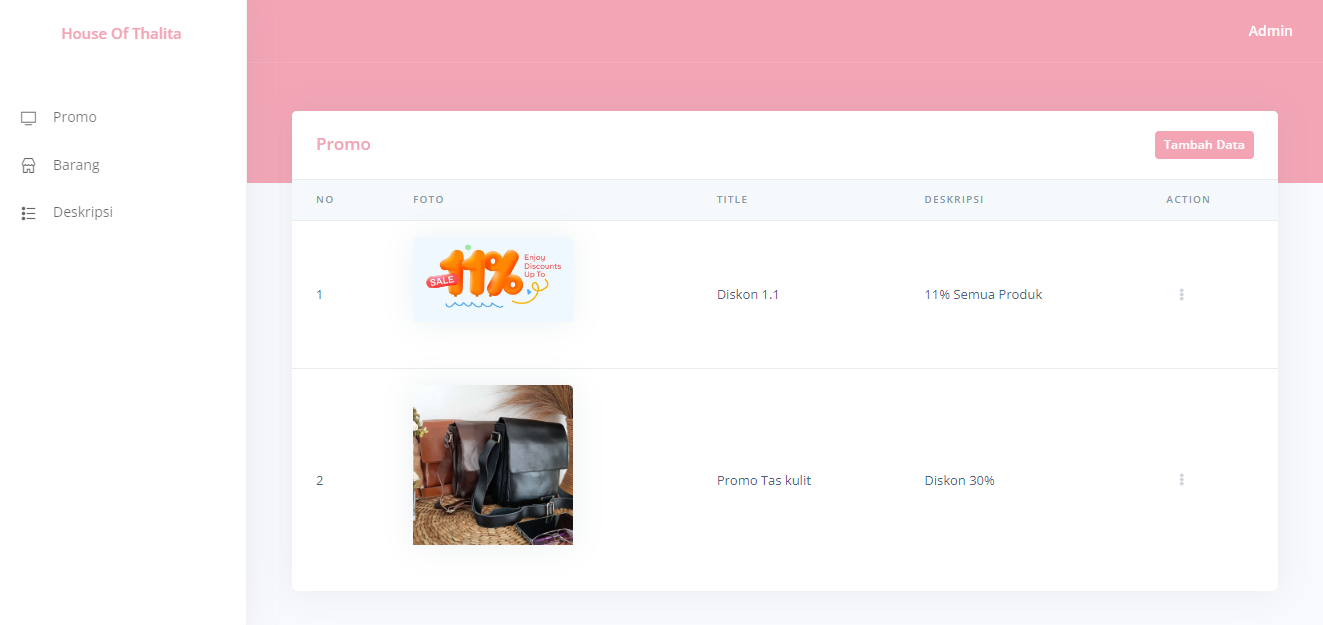 House Of Thalita
Admin
Promo
Barang
Deskripsi
Promo
Tambah Data
NO FOTO TITLE DESKRIPSI ACTION
1
SALE
11%
Enjoy
Discounts
Up To
Diskon 1.1
11% Semua Produk
2
Promo Tas kulit
Diskon 30%